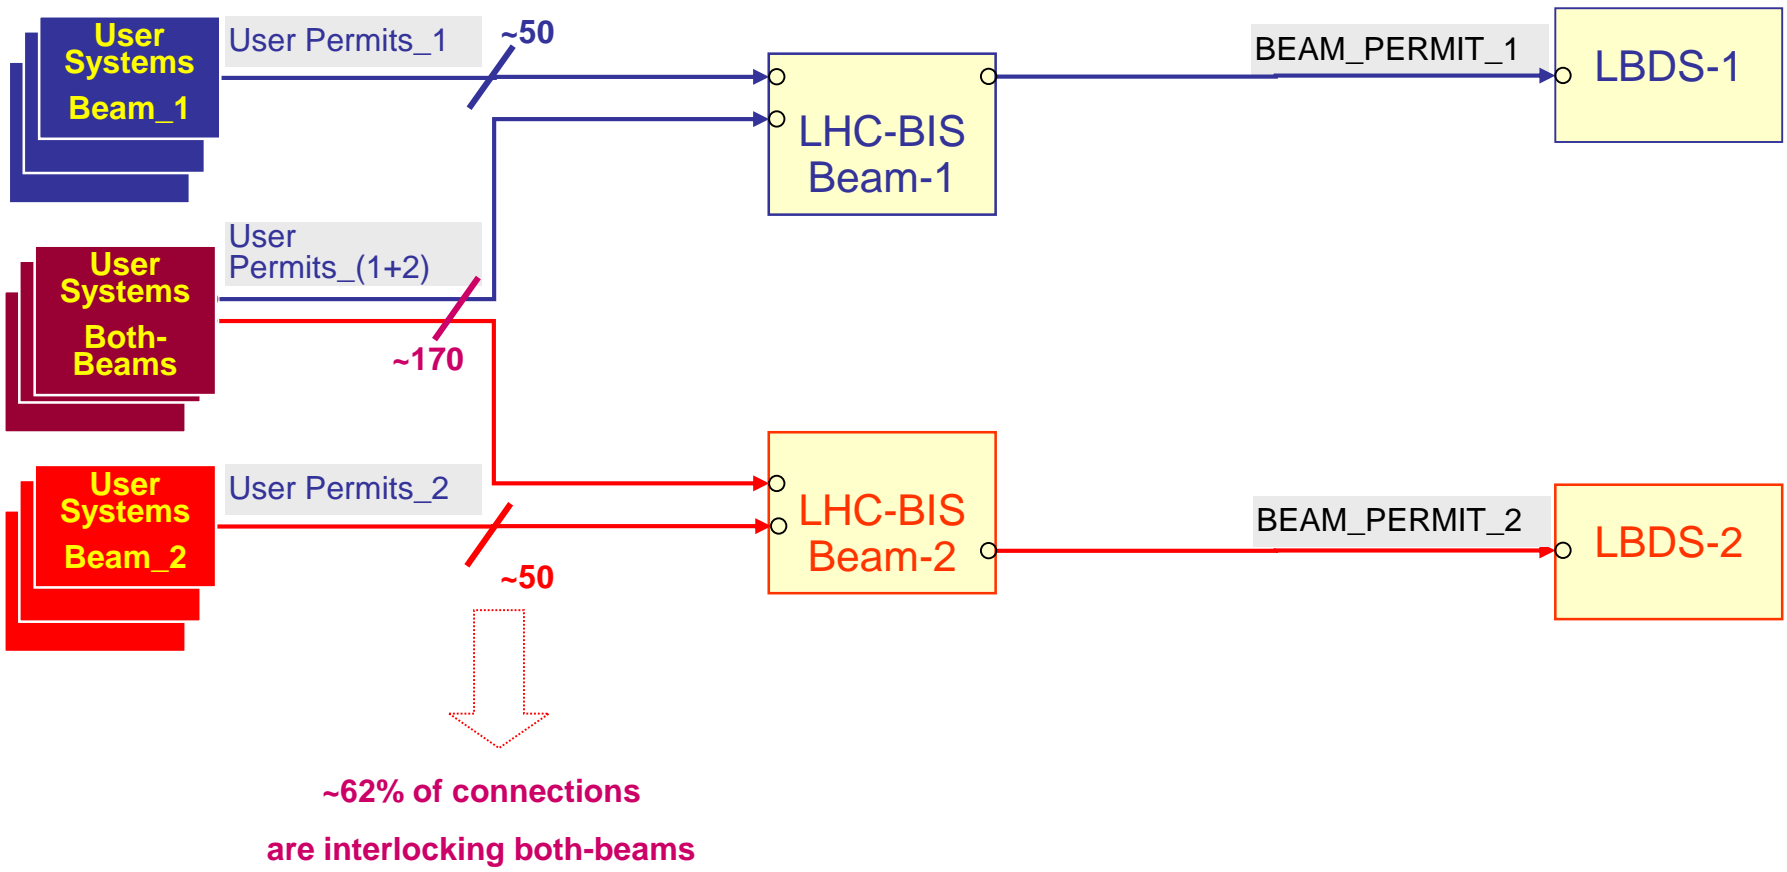 User
Systems
Beam_1
User Permits_1
~50
BEAM_PERMIT_1
LBDS-1
LHC-BIS
Beam-1
User
Systems
Both-
Beams
User
Permits_(1+2)
~170
User
Systems
Beam_2
User Permits_2
~50
LHC-BIS
Beam-2
BEAM_PERMIT_2
LBDS-2
~62% of connections
are interlocking both-beams